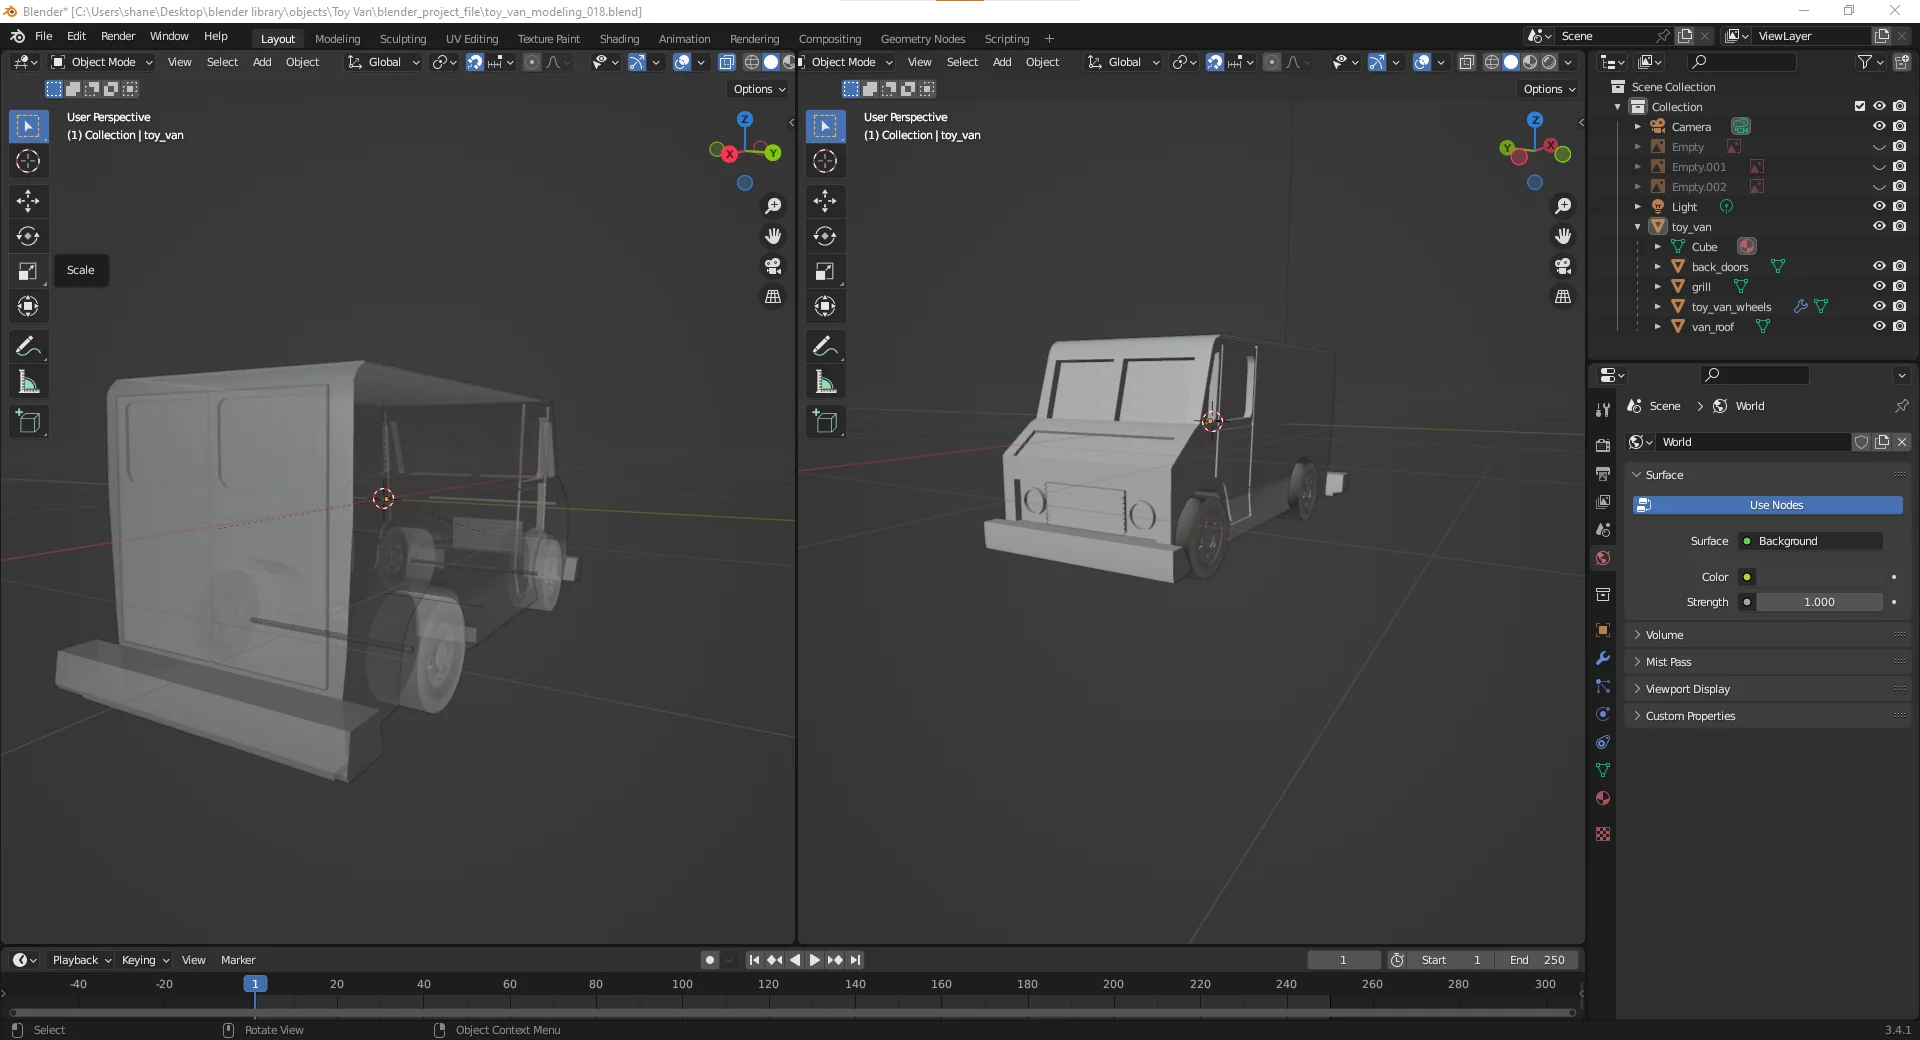 Blender* [C:\Users\shane\Desktop\blender library\objects\Toy Van\blender_project_file\toy_van_modeling_018.blend]
File Edit Render Window Help Layout Modeling Sculpting UV Editing Texture Paint Shading Animation Rendering Compositing Geometry Nodes Scripting + Scene ViewLayer
Object Mode View Select Add Object Global
Object Mode View Select Add Object Global
Options
Options
User Perspective
(1) Collection | toy_van
Z
X
Y
User Perspective
(1) Collection | toy_van
Z
Y
X
Scale
Scene Collection
Collection
Camera
Empty
Empty.001
Empty.002
Light
toy_van
Cube
back_doors
grill
toy_van_wheels
van_roof
Scene > World
World
Surface
Use Nodes
Surface Background
Color
Strength 1.000
Volume
Mist Pass
Viewport Display
Custom Properties
Playback Keying View Marker 1 Start 1 End 250
-40 -20 1 20 40 60 80 100 120 140 160 180 200 220 240 260 280 300
Select Rotate View Object Context Menu 3.4.1